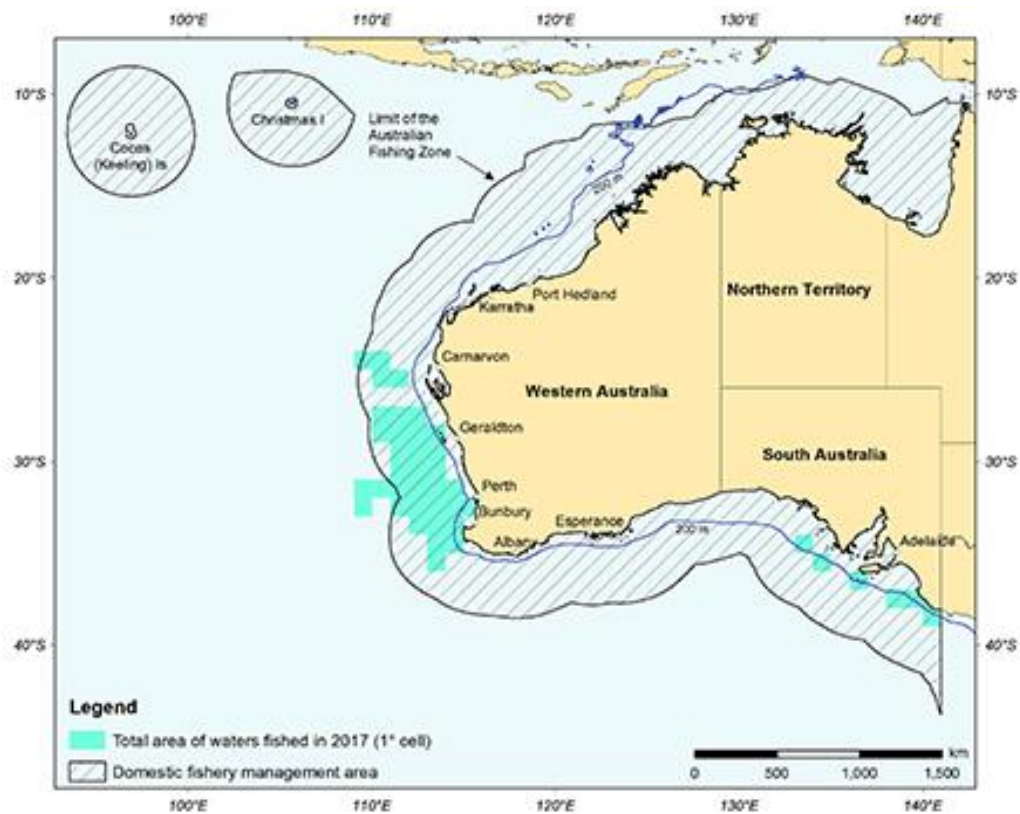 100°E 110°E 120°E 130°E 140°E
10°S 10°S
Christmas I
Cocos
(Keeling) Is
Limit of the
Australian
Fishing Zone
200 m
20°S 20°S
Port Hedland
Karratha
Northern Territory
Carnarvon
Western Australia
Geraldton
South Australia
30°S 30°S
Perth
Bunbury
Esperance
200 m
Albany
Adelaide
40°S 40°S
Legend
Total area of waters fished in 2017 (1° cell)
Domestic fishery management area
km
0 500 1,000 1,500
100°E 110°E 120°E 130°E 140°E